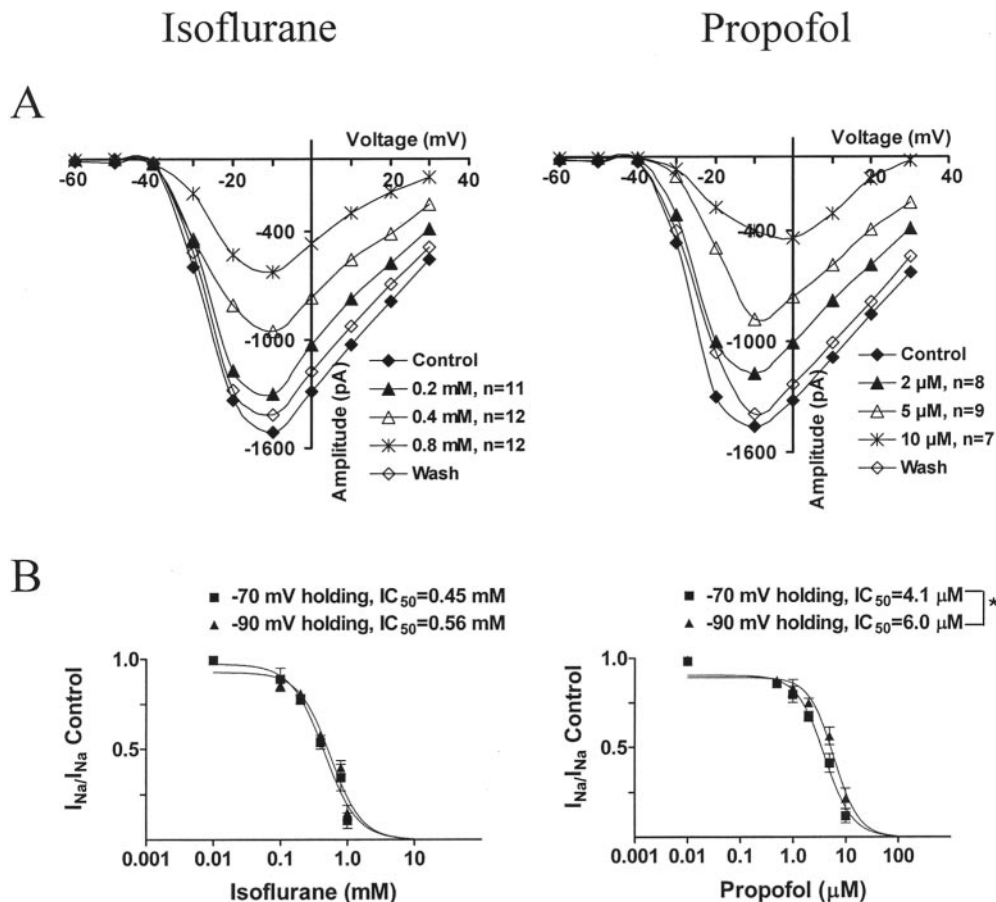 Isoflurane
Propofol
A
Voltage (mV)
-60 -40 -20 0 20 40
-400
-1000
-1600
Amplitude (pA)
Control
0.2 mM, n=11
0.4 mM, n=12
0.8 mM, n=12
Wash
Voltage (mV)
-60 -40 -20 0 20 40
-400
-1000
-1600
Amplitude (pA)
Control
2 µM, n=8
5 µM, n=9
10 µM, n=7
Wash
B
-70 mV holding, IC50=0.45 mM
-90 mV holding, IC50=0.56 mM
INa/INa Control
1.0
0.5
0.001 0.01 0.1 1.0 10
Isoflurane (mM)
-70 mV holding, IC50=4.1 µM
-90 mV holding, IC50=6.0 µM
*
INa/INa Control
1.0
0.5
0.001 0.01 0.1 1.0 10 100
Propofol (µM)